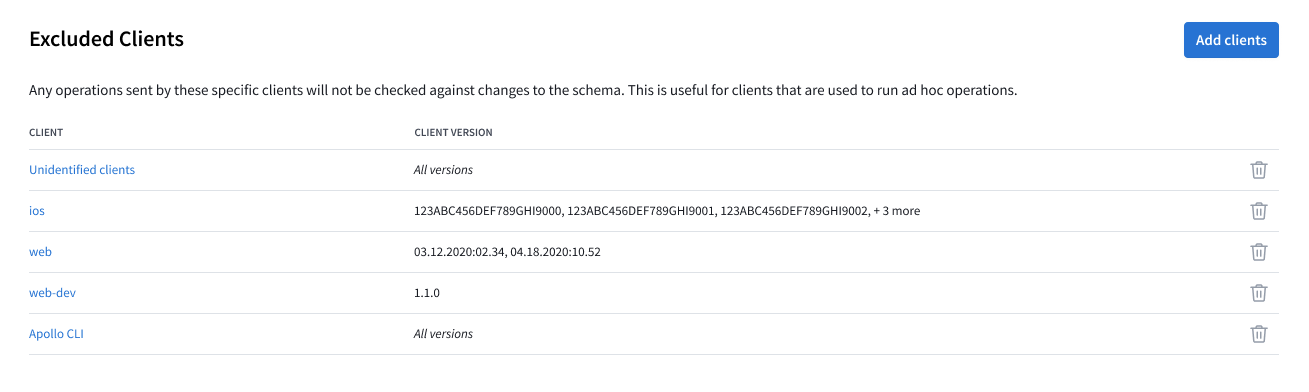 Excluded Clients
Add clients
Any operations sent by these specific clients will not be checked against changes to the schema. This is useful for clients that are used to run ad hoc operations.
CLIENT CLIENT VERSION
Unidentified clients All versions
ios 123ABC456DEF789GHI9000, 123ABC456DEF789GHI9001, 123ABC456DEF789GHI9002, + 3 more
web 03.12.2020:02.34, 04.18.2020:10.52
web-dev 1.1.0
Apollo CLI All versions